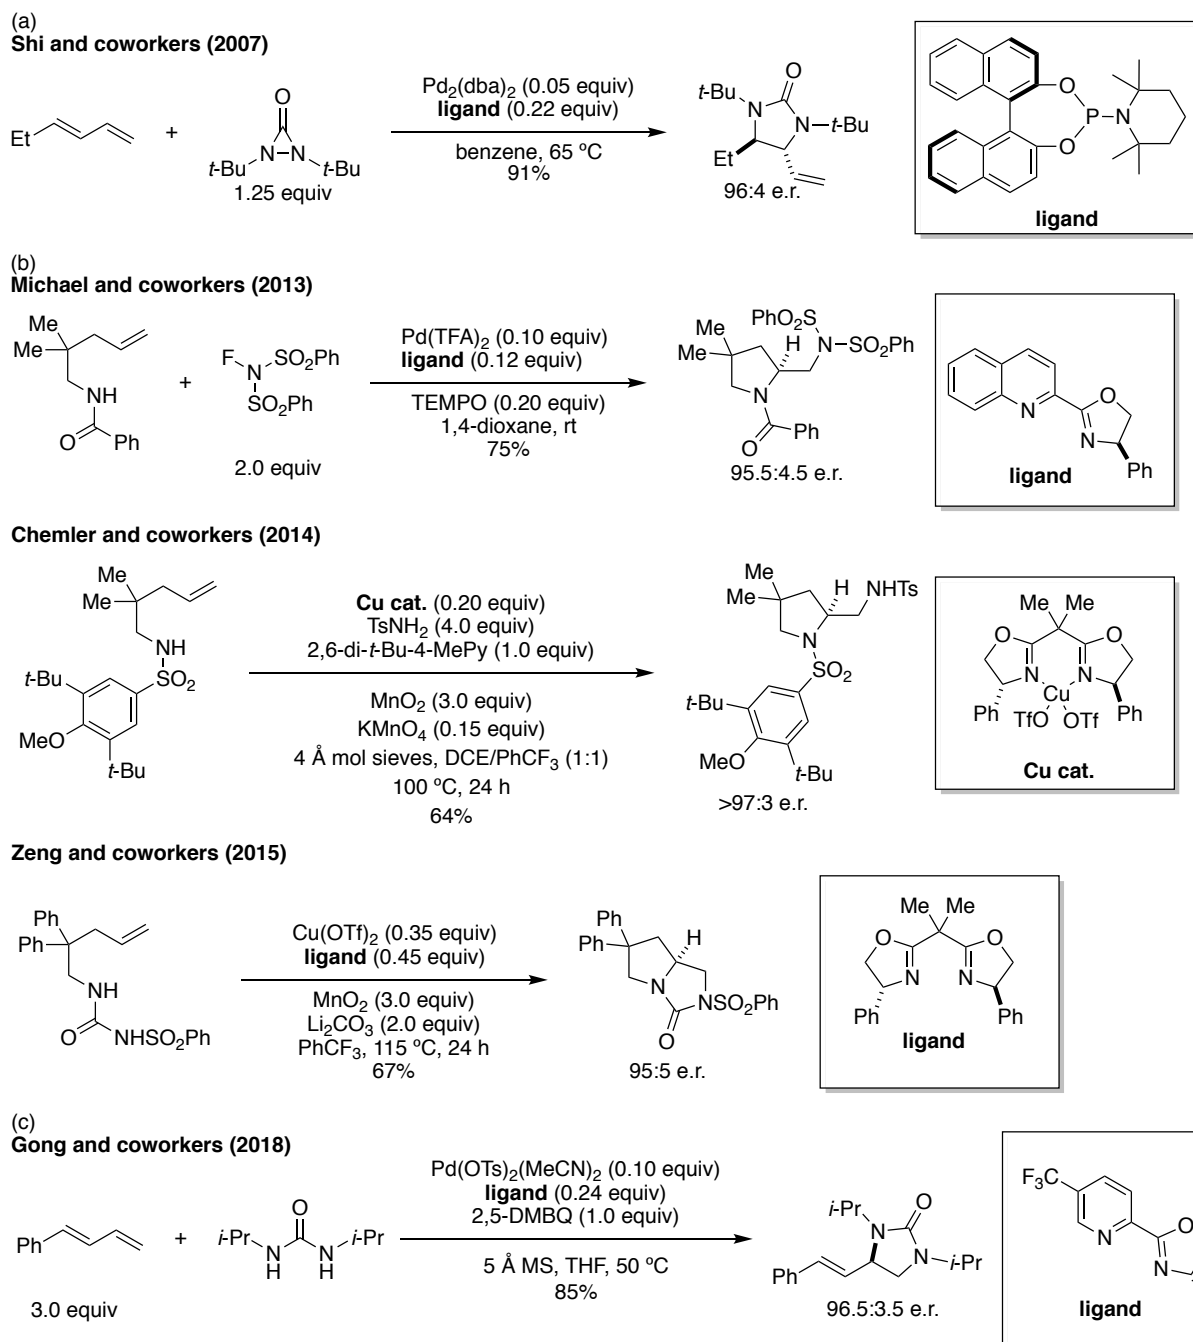 (a)
Shi and coworkers (2007)
Et
+
O
N
N
t-Bu
t-Bu
1.25 equiv
Pd2(dba)2 (0.05 equiv)
ligand (0.22 equiv)
benzene, 65 ºC
91%
O
t-Bu
N
N
t-Bu
Et
96:4 e.r.
O
O
P
N
Me
Me
Me
Me
ligand
(b)
Michael and coworkers (2013)
Me
Me
NH
O
Ph
+
F
N
SO2Ph
SO2Ph
2.0 equiv
Pd(TFA)2 (0.10 equiv)
ligand (0.12 equiv)
TEMPO (0.20 equiv)
1,4-dioxane, rt
75%
PhO2S
Me
Me
H
N
SO2Ph
N
O
Ph
95.5:4.5 e.r.
N
O
N
Ph
ligand
Chemler and coworkers (2014)
Me
Me
NH
SO2
t-Bu
MeO
t-Bu
Cu cat. (0.20 equiv)
TsNH2 (4.0 equiv)
2,6-di-t-Bu-4-MePy (1.0 equiv)
MnO2 (3.0 equiv)
KMnO4 (0.15 equiv)
4 Å mol sieves, DCE/PhCF3 (1:1)
100 ºC, 24 h
64%
Me
Me
H
NHTs
N
SO2
t-Bu
MeO
t-Bu
>97:3 e.r.
Me
Me
O
O
N
N
Cu
Ph
TfO
OTf
Ph
Cu cat.
Zeng and coworkers (2015)
Ph
Ph
NH
O
NHSO2Ph
Cu(OTf)2 (0.35 equiv)
ligand (0.45 equiv)
MnO2 (3.0 equiv)
Li2CO3 (2.0 equiv)
PhCF3, 115 ºC, 24 h
67%
Ph
Ph
H
N
NSO2Ph
O
95:5 e.r.
Me
Me
O
O
N
N
Ph
Ph
ligand
(c)
Gong and coworkers (2018)
Ph
3.0 equiv
+
O
i-Pr
N
H
N
H
i-Pr
Pd(OTs)2(MeCN)2 (0.10 equiv)
ligand (0.24 equiv)
2,5-DMBQ (1.0 equiv)
5 Å MS, THF, 50 ºC
85%
i-Pr
N
O
N
i-Pr
Ph
96.5:3.5 e.r.
F3C
N
O
N
ligand